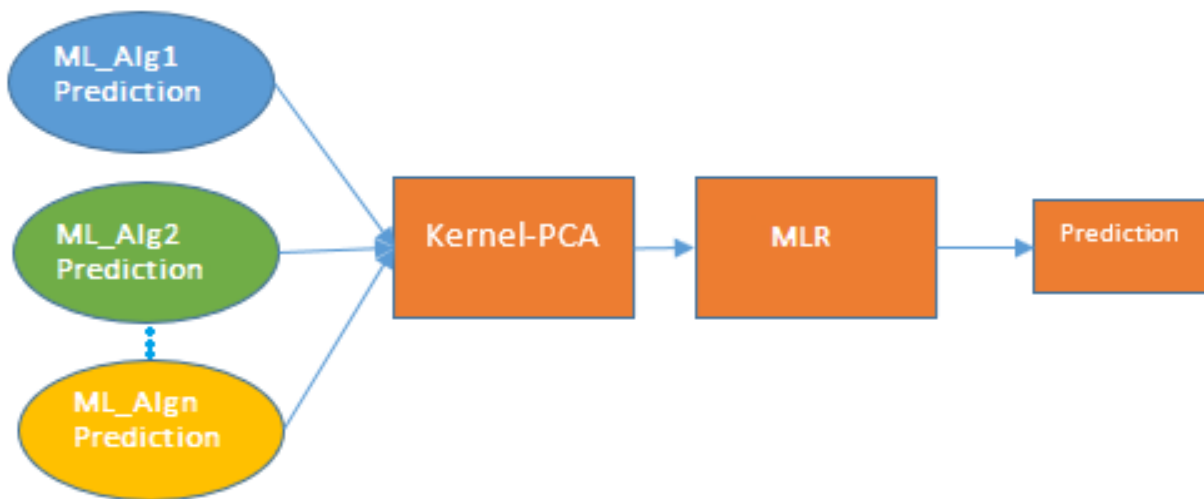 ML_Alg1
Prediction
ML_Alg2
Prediction
ML_Algn
Prediction
Kernel-PCA
MLR
Prediction